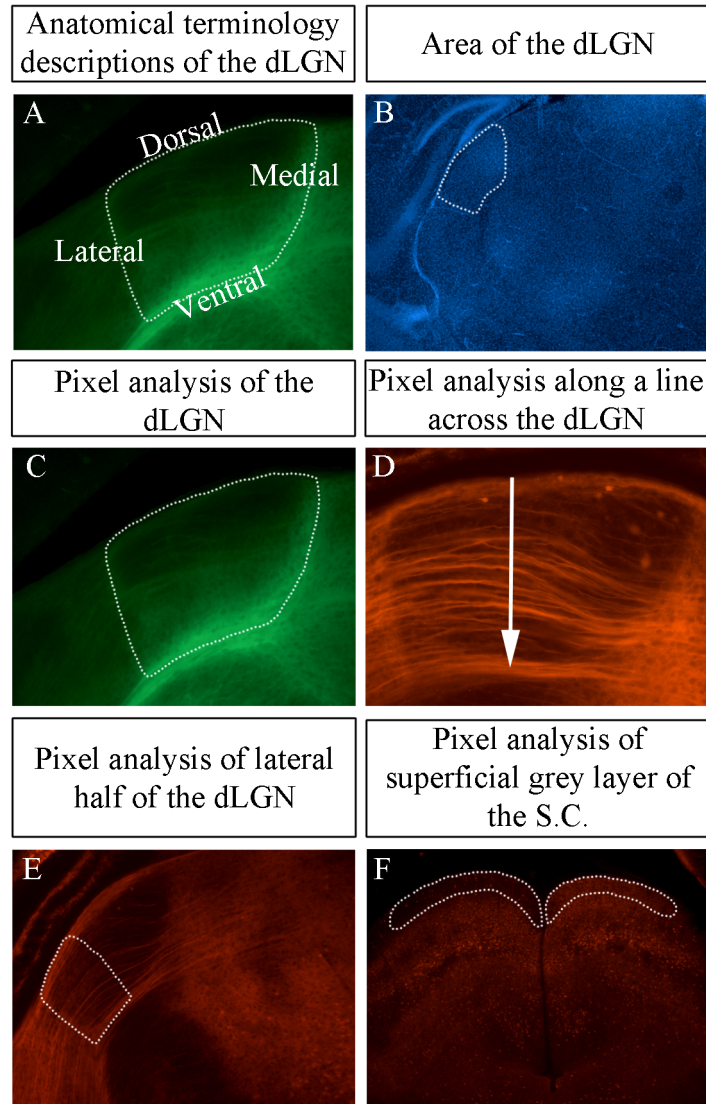 Anatomical terminology
descriptions of the dLGN
Area of the dLGN
A
Dorsal
Medial
Lateral
Ventral
B
Pixel analysis of the
dLGN
Pixel analysis along a line
across the dLGN
C
D
Pixel analysis of lateral
half of the dLGN
Pixel analysis of
superficial grey layer of
the S.C.
E
F